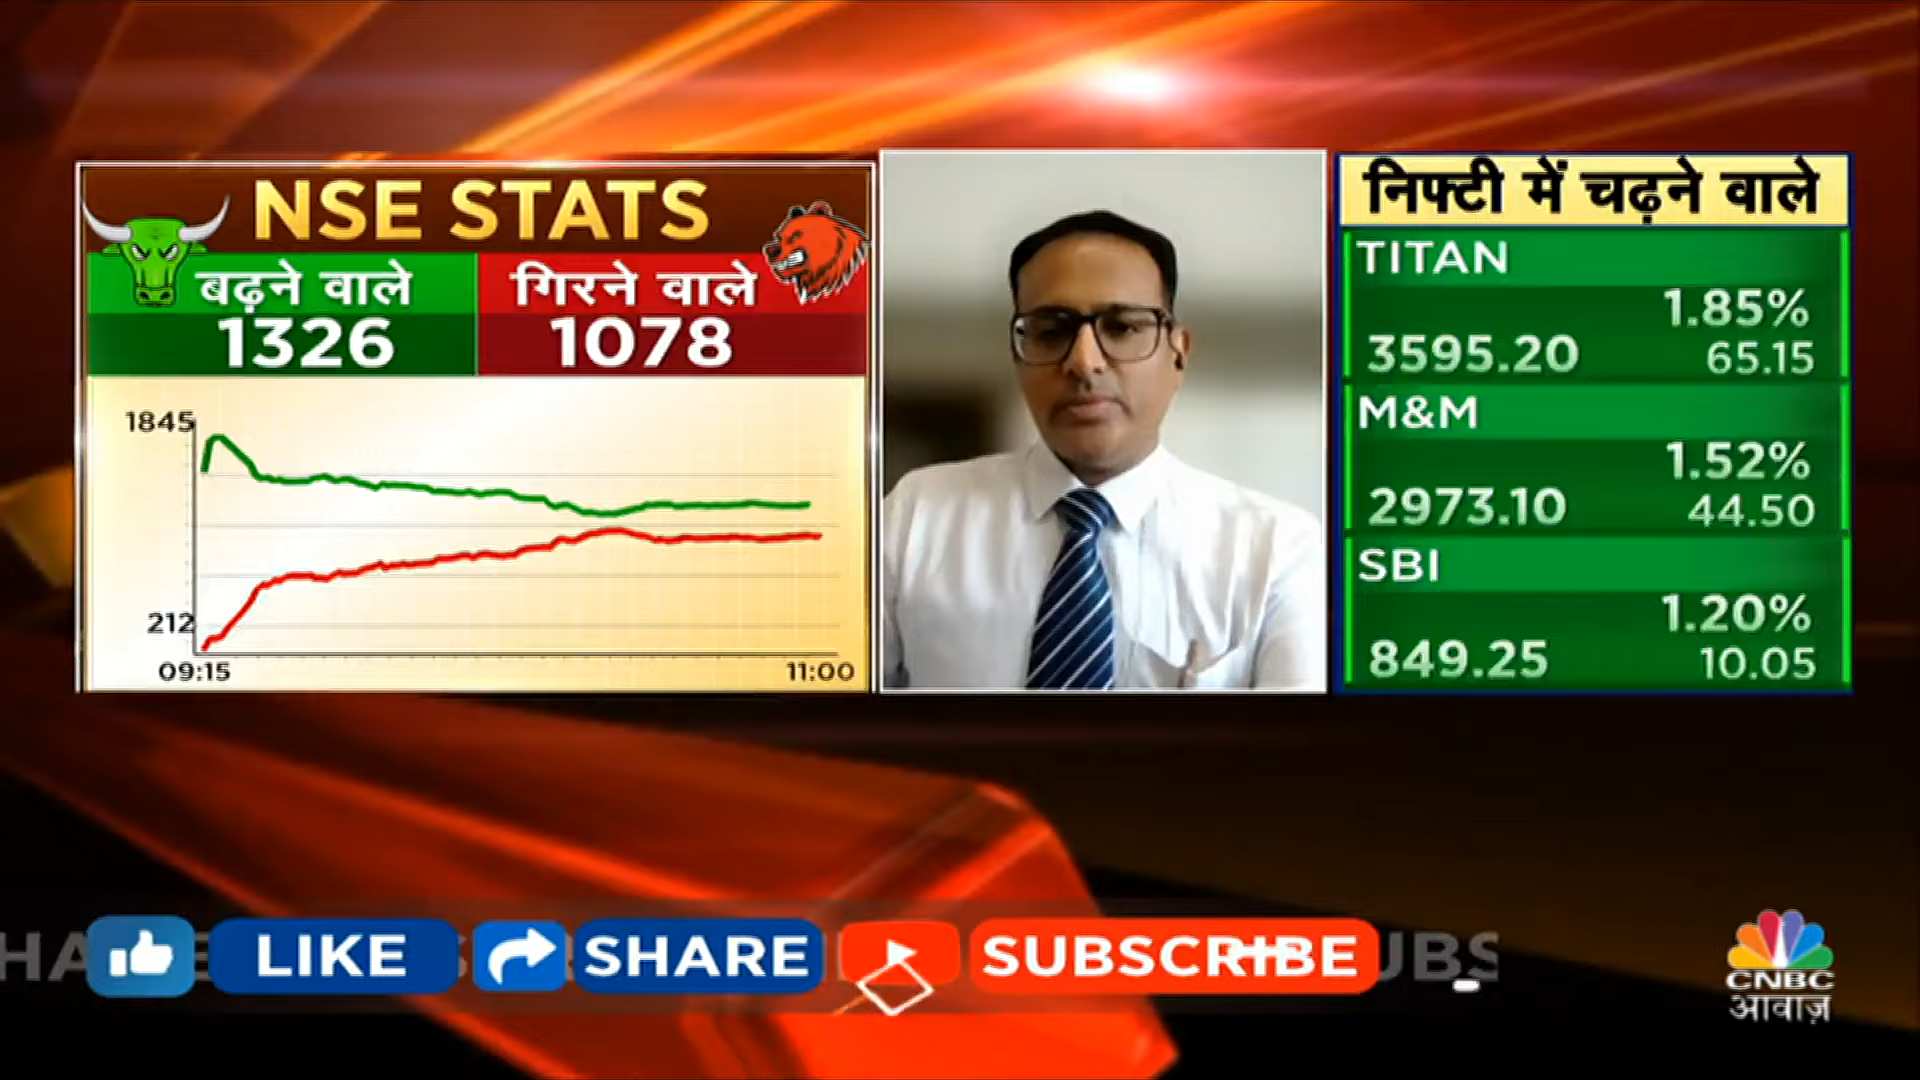 NSE STATS
बढ़ने वाले
1326
गिरने वाले
1078
1845
212
09:15
11:00
निफ्टी में चढ़ने वाले
TITAN
1.85%
3595.20
65.15
M&M
1.52%
2973.10
44.50
SBI
1.20%
849.25
10.05
LIKE
SHARE
SUBSCRIBE
CNBC
आवाज़